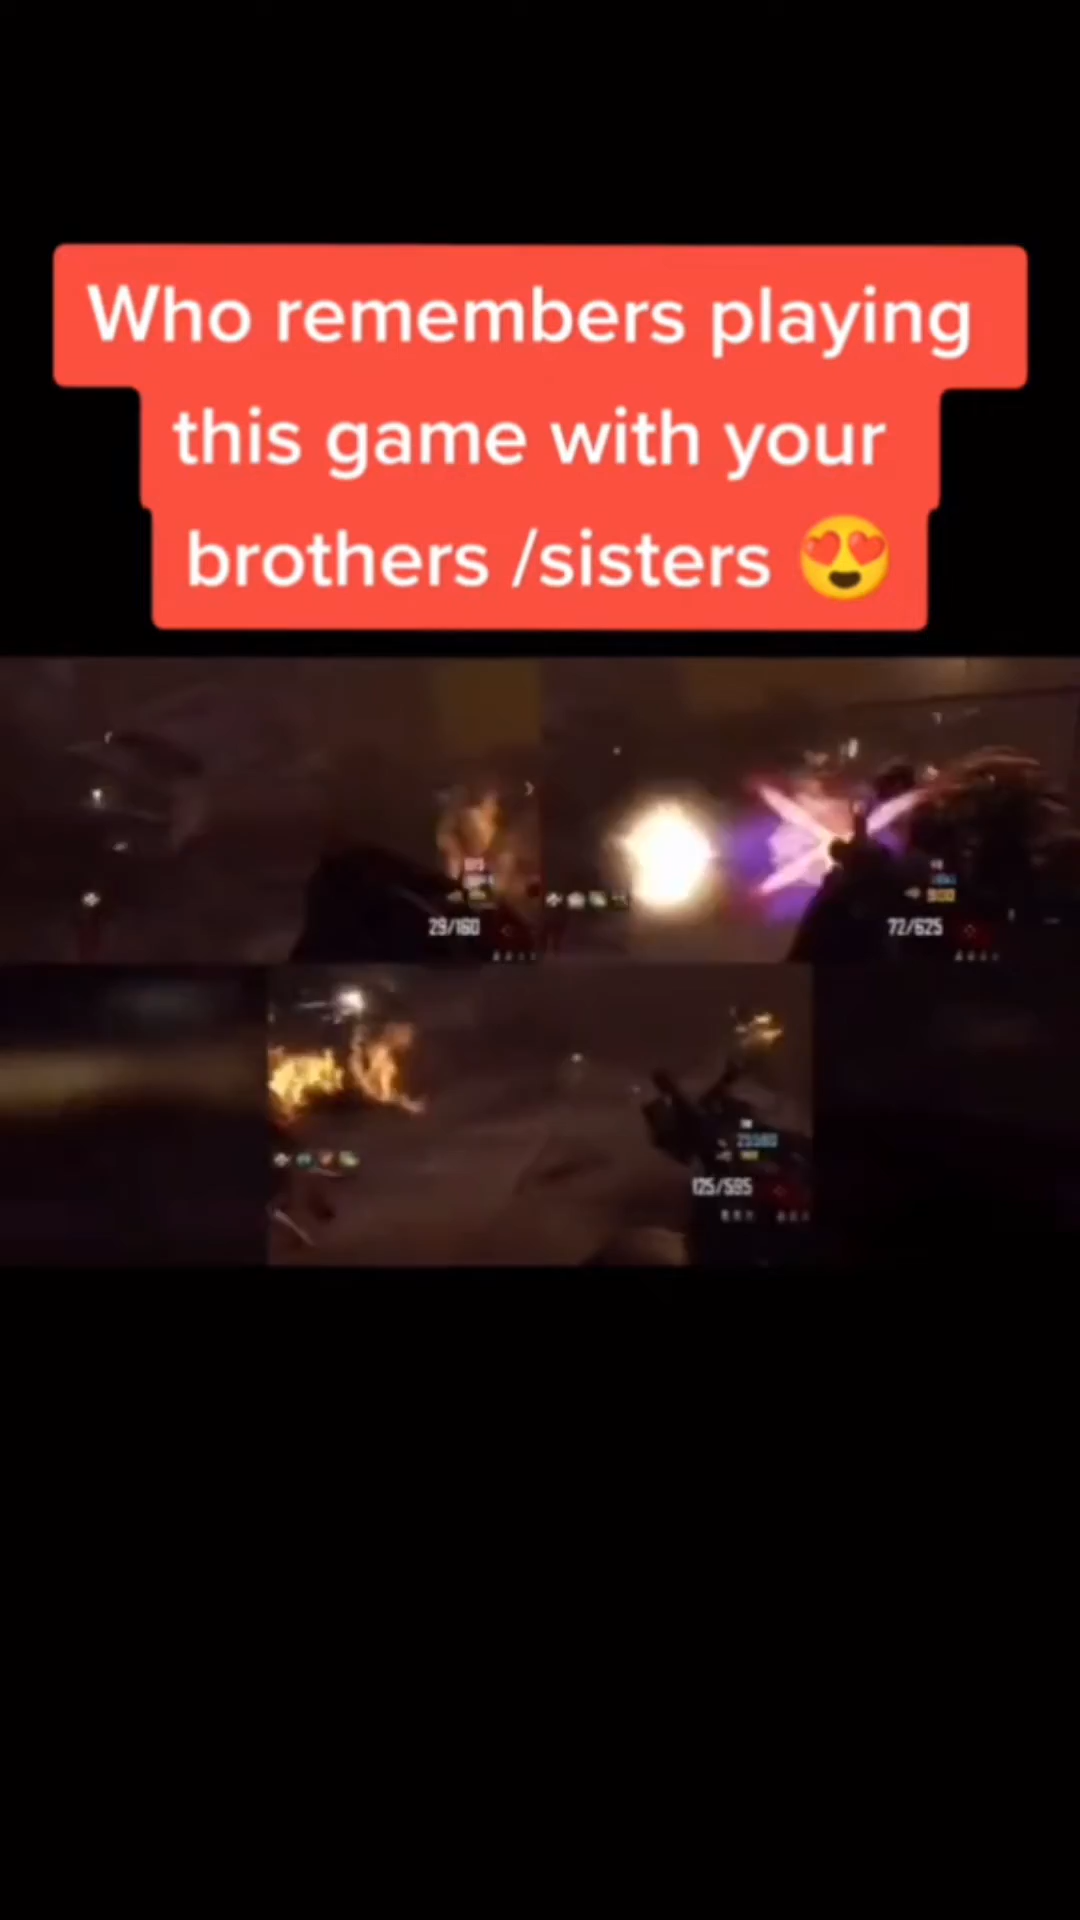 Who remembers playing
this game with your
brothers /sisters 😍
29/160
72/625
125/595